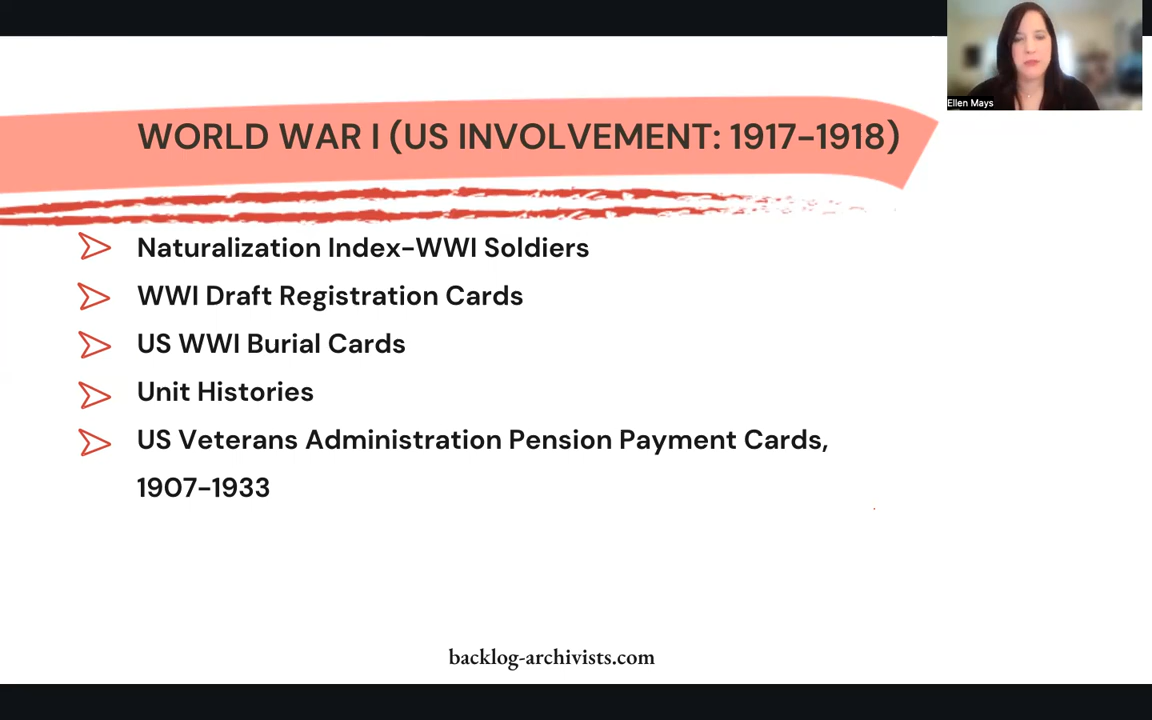 Ellen Mays
WORLD WAR I (US INVOLVEMENT: 1917-1918)
Naturalization Index-WWI Soldiers
WWI Draft Registration Cards
US WWI Burial Cards
Unit Histories
US Veterans Administration Pension Payment Cards,
1907-1933
backlog-archivists.com